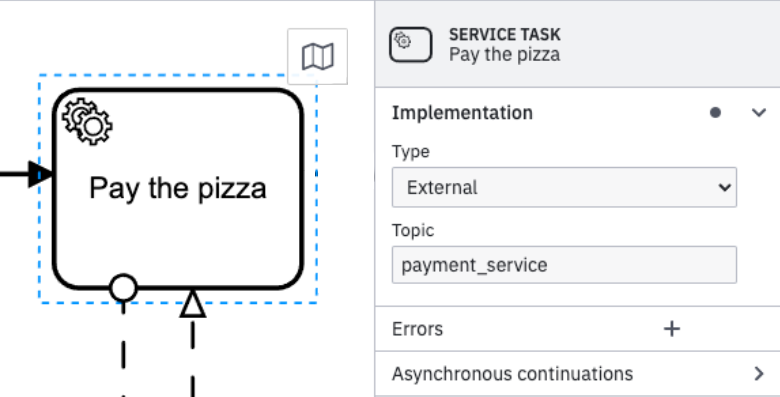 Pay the pizza
SERVICE TASK
Pay the pizza
Implementation
Type
External
Topic
payment_service
Errors
Asynchronous continuations